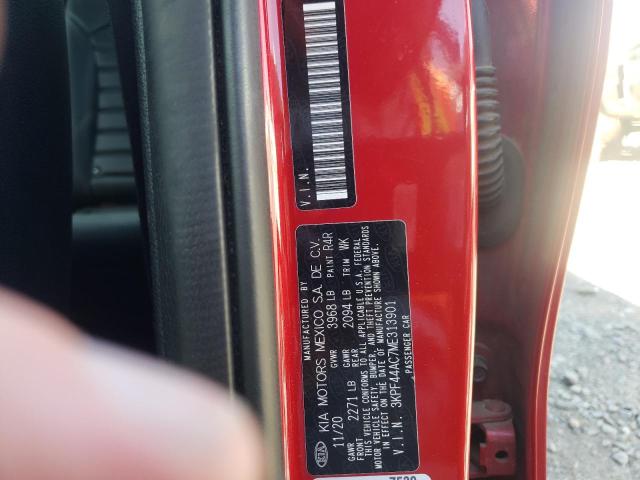 V.I.N.
MANUFACTURED BY
KIA KIA MOTORS MEXICO S.A. DE C.V.
11/20 GVWR 3968 LB PAINT R4R
GAWR FRONT 2271 LB GAWR REAR 2094 LB TRIM WK
THIS VEHICLE CONFORMS TO ALL APPLICABLE U.S.A. FEDERAL
MOTOR VEHICLE SAFETY, BUMPER, AND THEFT PREVENTION STANDARDS
IN EFFECT ON THE DATE OF MANUFACTURE SHOWN ABOVE.
V.I.N. 3KPF44AC7ME313901
PASSENGER CAR